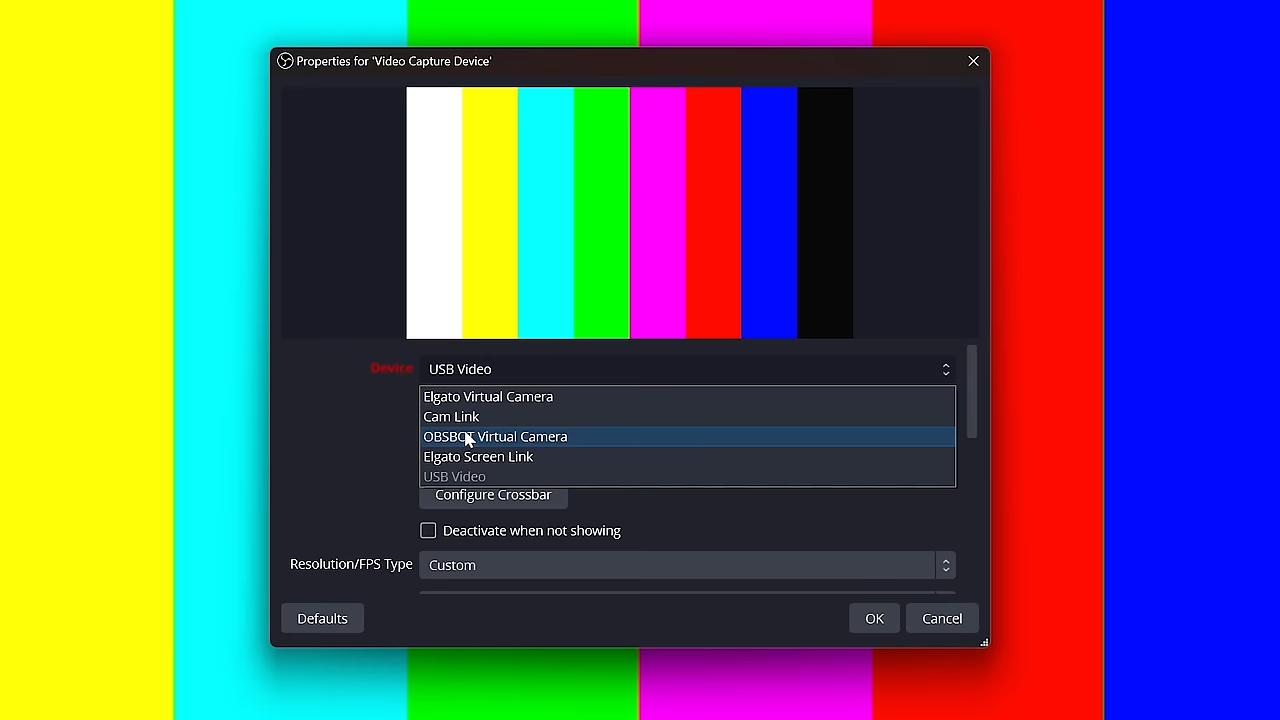 Properties for 'Video Capture Device'
Device
USB Video
Elgato Virtual Camera
Cam Link
OBSBOT Virtual Camera
Elgato Screen Link
USB Video
Configure Crossbar
Deactivate when not showing
Resolution/FPS Type
Custom
Defaults
OK
Cancel